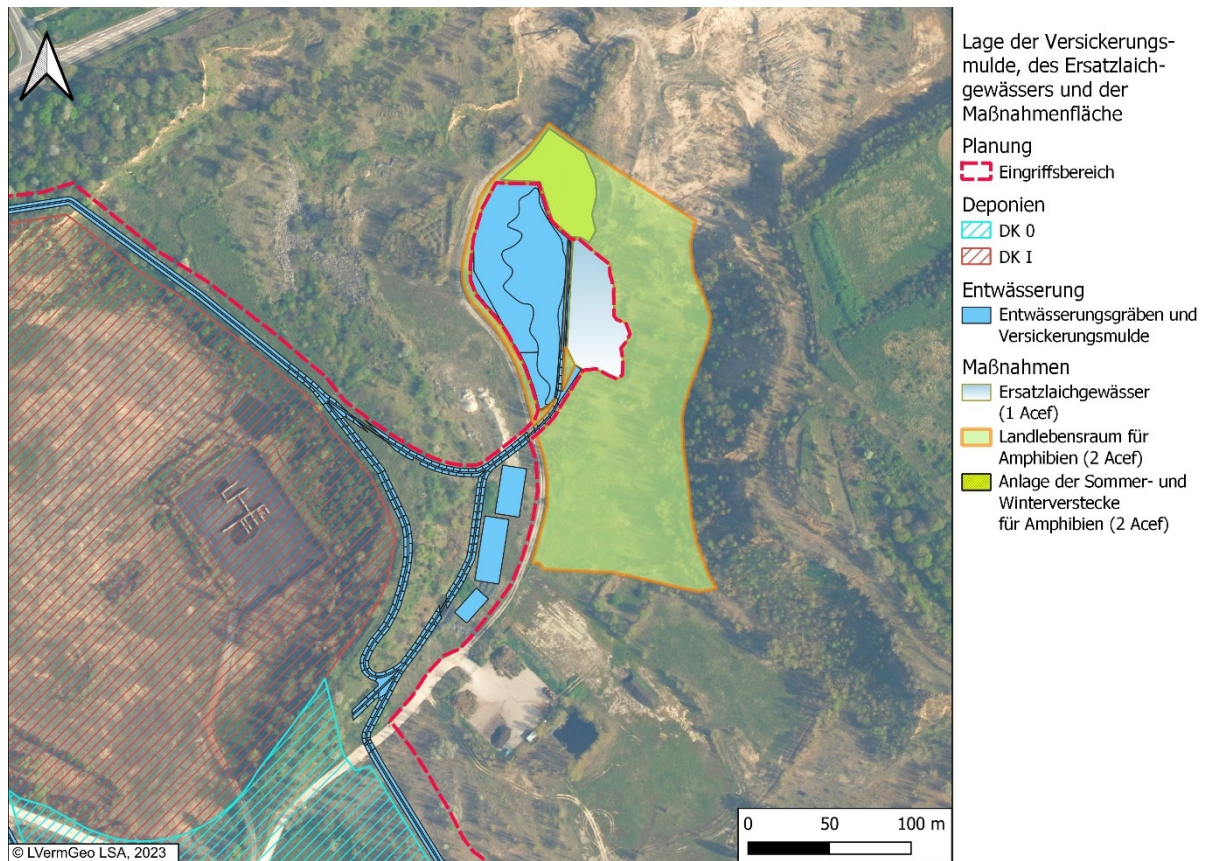 Lage der Versickerungs-
mulde, des Ersatzlaich-
gewässers und der
Maßnahmenfläche
Planung
Eingriffsbereich
Deponien
DK 0
DK I
Entwässerung
Entwässerungsgräben und
Versickerungsmulde
Maßnahmen
Ersatzlaichgewässer
(1 Acef)
Landlebensraum für
Amphibien (2 Acef)
Anlage der Sommer- und
Winterverstecke
für Amphibien (2 Acef)
0 50 100 m
© LVermGeo LSA, 2023